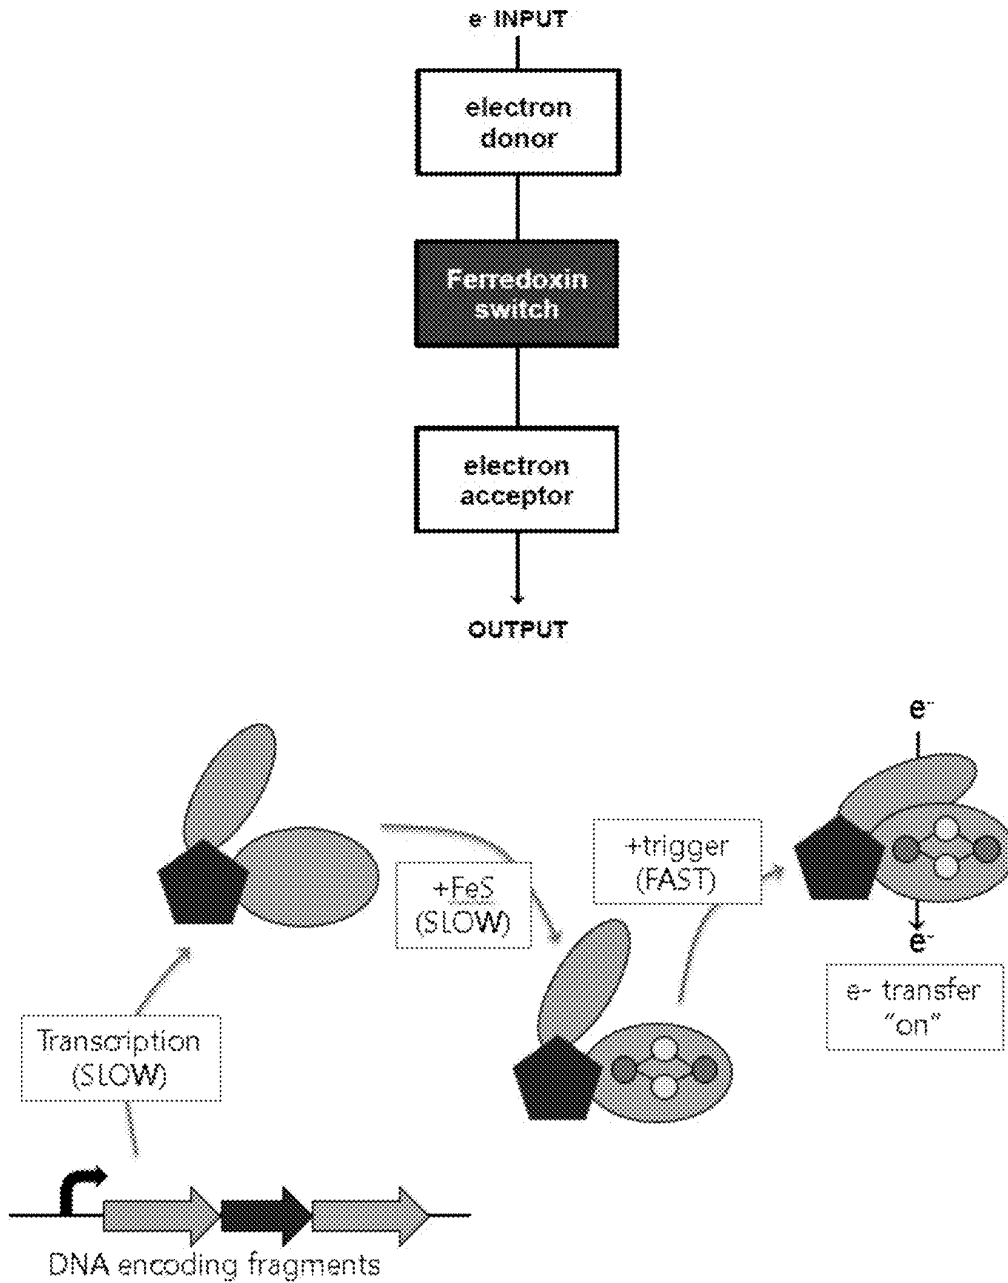 e- INPUT
electron
donor
Ferredoxin
switch
electron
acceptor
OUTPUT
e-
+trigger
(FAST)
+FeS
(SLOW)
e-
e- transfer
"on"
Transcription
(SLOW)
DNA encoding fragments